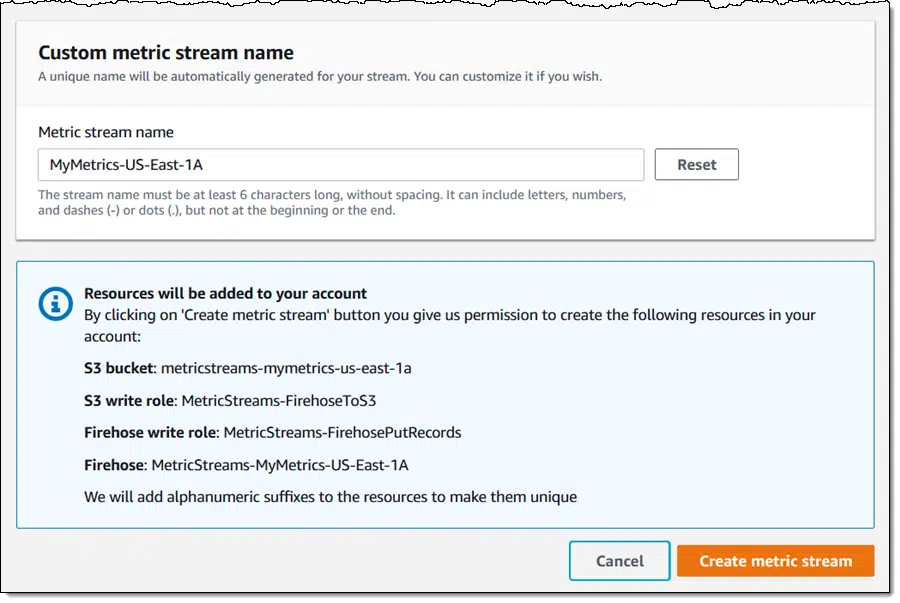 Custom metric stream name
A unique name will be automatically generated for your stream. You can customize it if you wish.
Metric stream name
MyMetrics-US-East-1A
Reset
The stream name must be at least 6 characters long, without spacing. It can include letters, numbers,
and dashes (-) or dots (.), but not at the beginning or the end.
Resources will be added to your account
By clicking on 'Create metric stream' button you give us permission to create the following resources in your
account:
S3 bucket: metricstreams-mymetrics-us-east-1a
S3 write role: MetricStreams-FirehoseToS3
Firehose write role: MetricStreams-FirehosePutRecords
Firehose: MetricStreams-MyMetrics-US-East-1A
We will add alphanumeric suffixes to the resources to make them unique
Cancel
Create metric stream